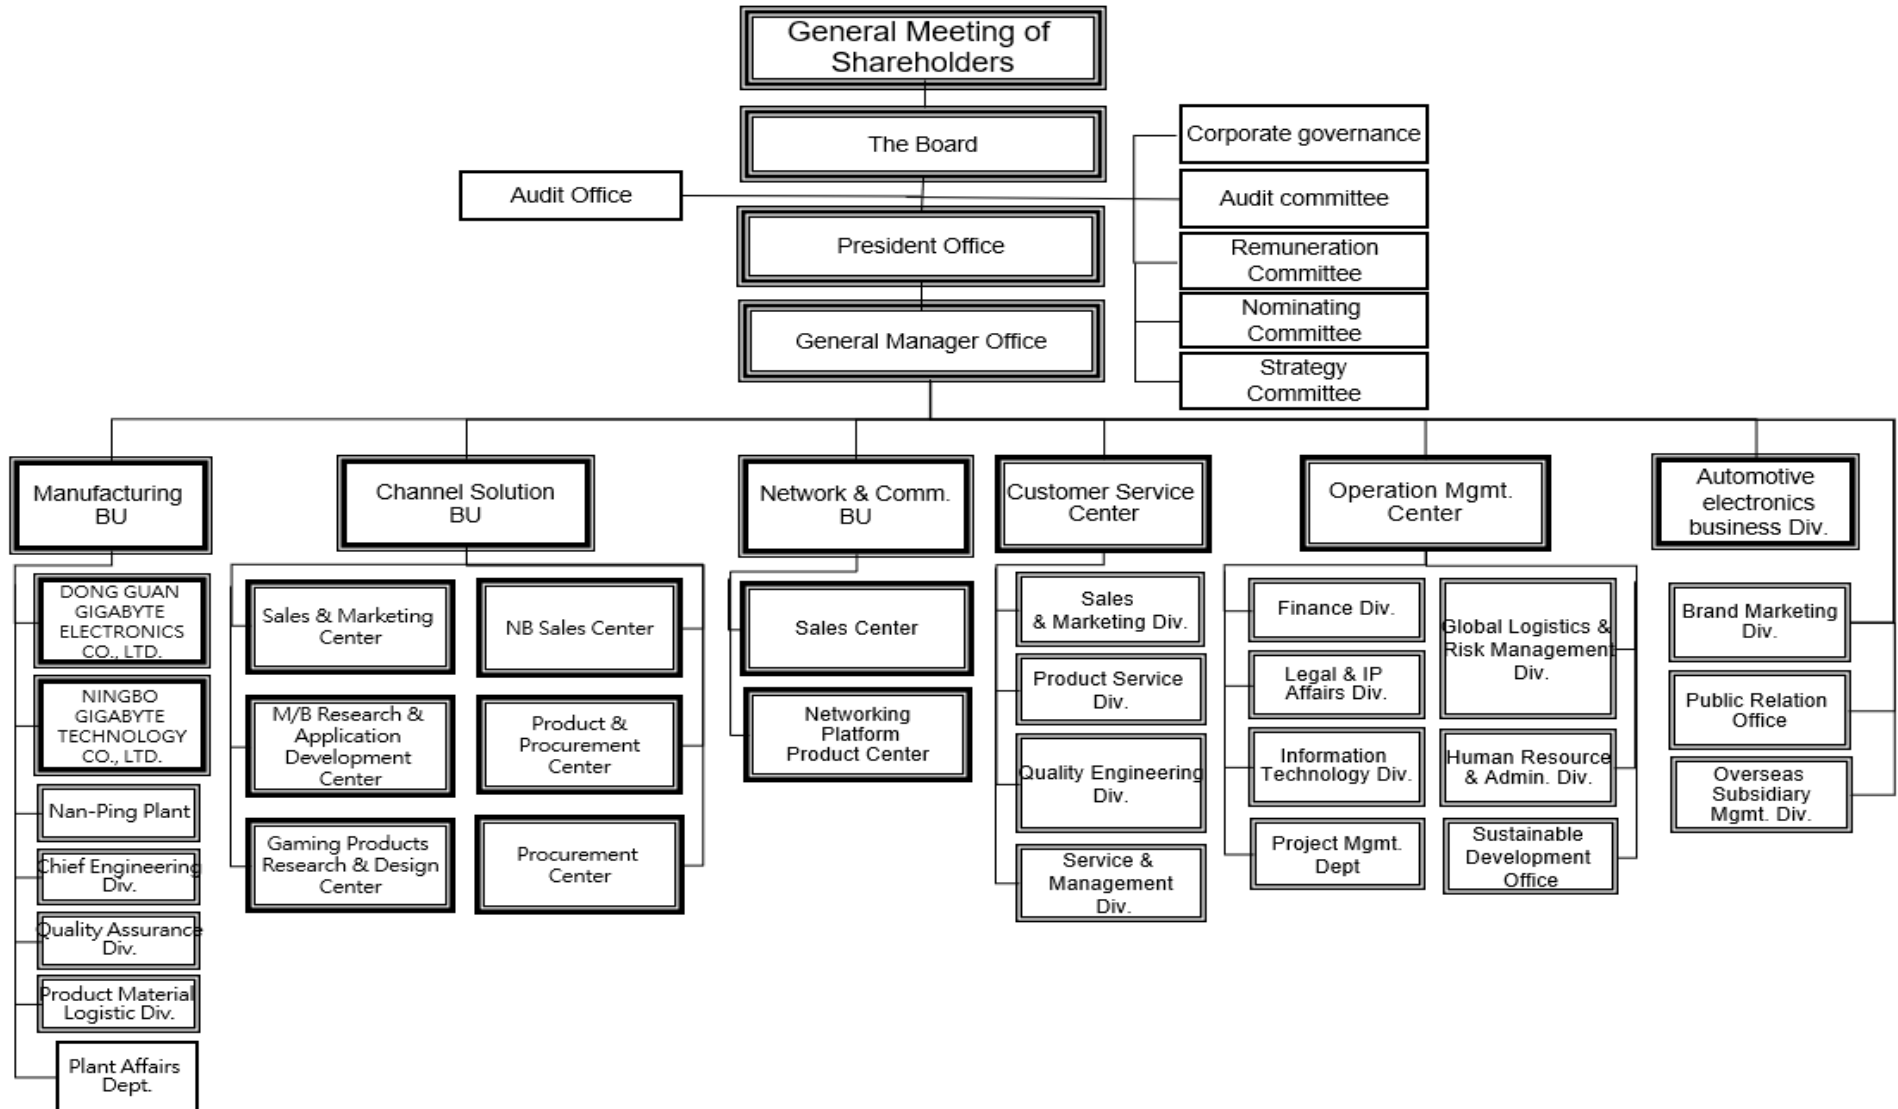 General Meeting of
Shareholders
The Board
Corporate governance
Audit Office
Audit committee
President Office
Remuneration
Committee
Nominating
Committee
General Manager Office
Strategy
Committee
Manufacturing
BU
Channel Solution
BU
Network & Comm.
BU
Customer Service
Center
Operation Mgmt.
Center
Automotive
electronics
business Div.
DONG GUAN
GIGABYTE
ELECTRONICS
CO., LTD.
NINGBO
GIGABYTE
TECHNOLOGY
CO., LTD.
Nan-Ping Plant
Chief Engineering
Div.
Quality Assurance
Div.
Product Material
Logistic Div.
Plant Affairs
Dept.
Sales & Marketing
Center
M/B Research &
Application
Development
Center
Gaming Products
Research & Design
Center
NB Sales Center
Product &
Procurement
Center
Procurement
Center
Sales Center
Networking
Platform
Product Center
Sales
& Marketing Div.
Product Service
Div.
Quality Engineering
Div.
Service &
Management
Div.
Finance Div.
Legal & IP
Affairs Div.
Information
Technology Div.
Project Mgmt.
Dept
Global Logistics &
Risk Management
Div.
Human Resource
& Admin. Div.
Sustainable
Development
Office
Brand Marketing
Div.
Public Relation
Office
Overseas
Subsidiary
Mgmt. Div.